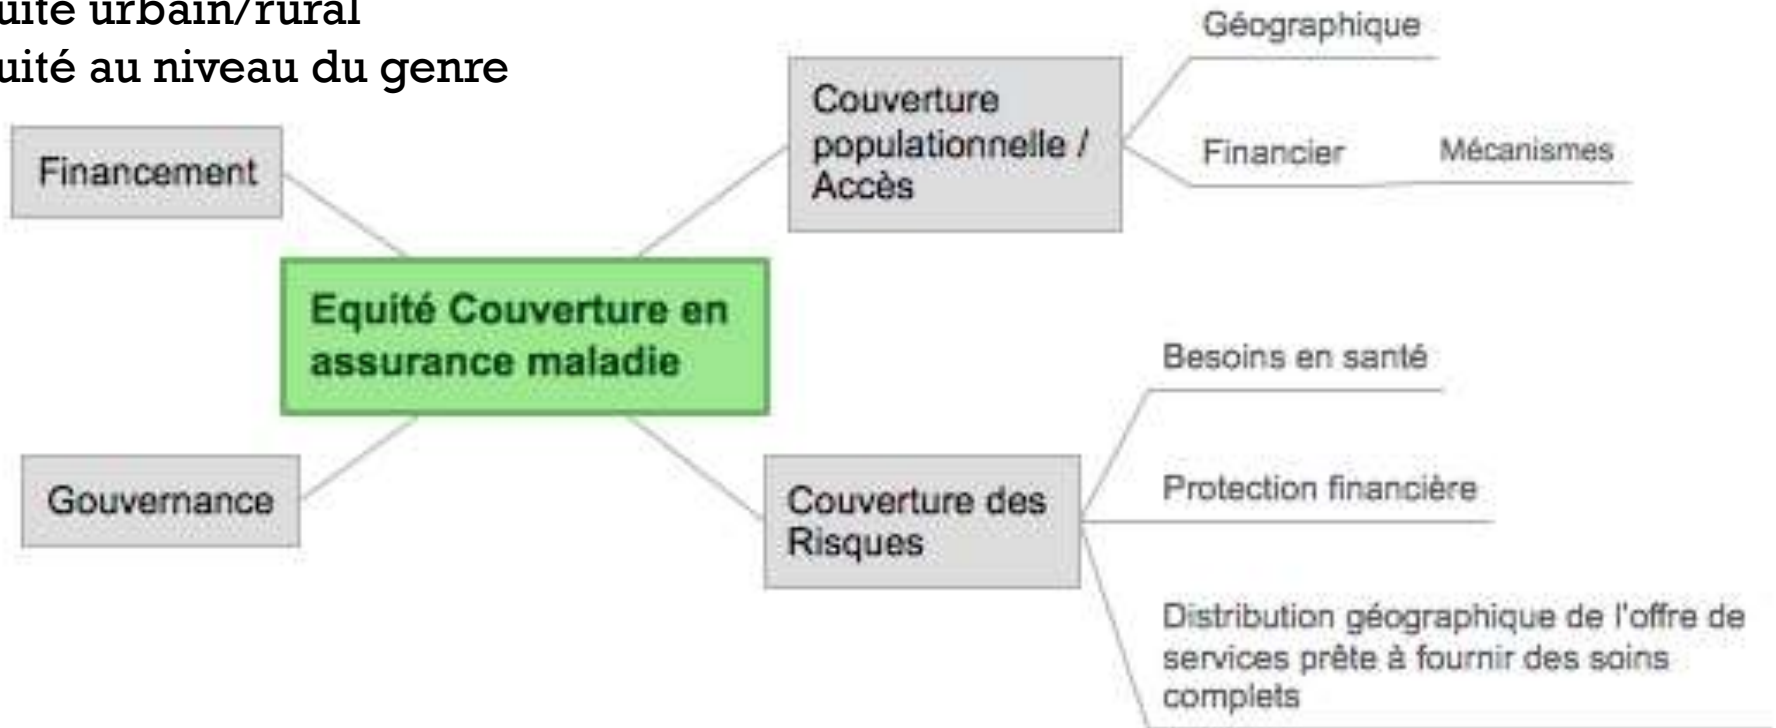 uité urbain/rural
uité au niveau du genre
Géographique
Couverture
populationnelle /
Accès
Financier
Mécanismes
Financement
Equité Couverture en
assurance maladie
Besoins en santé
Protection financière
Gouvernance
Couverture des
Risques
Distribution géographique de l'offre de
services prête à fournir des soins
complets